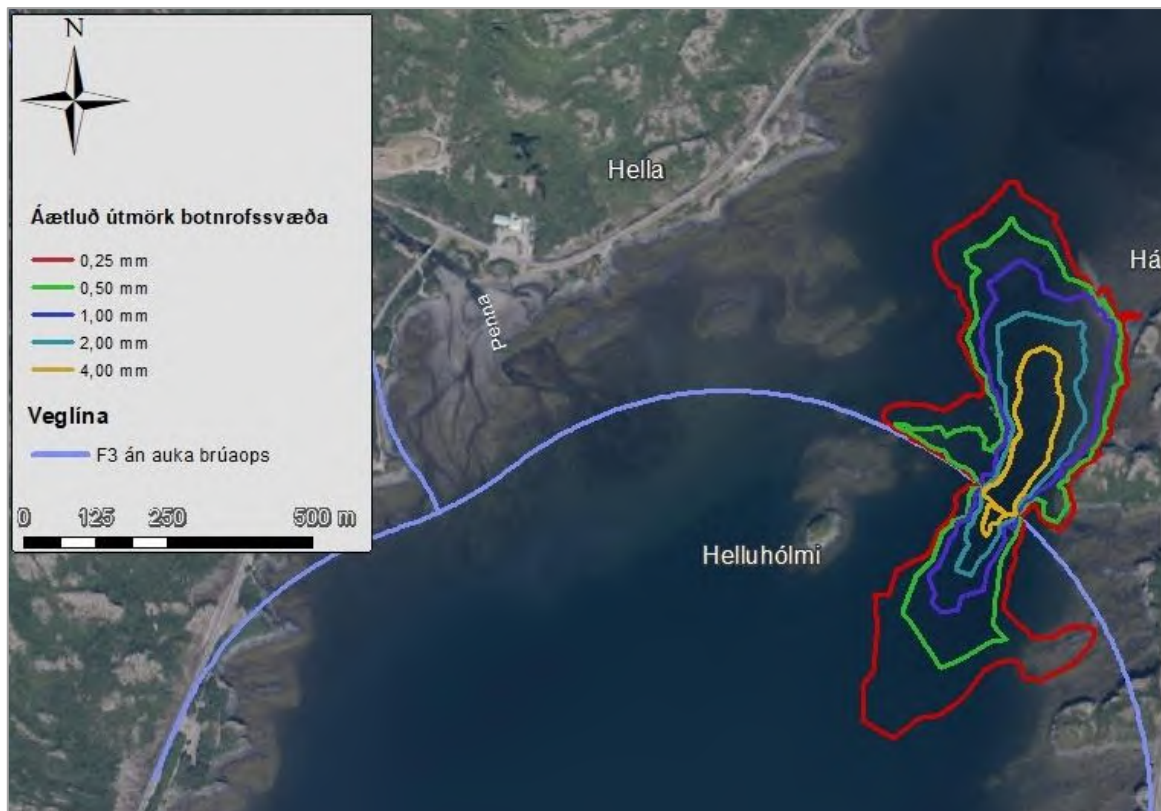 N
Áætluð útmörk botnrofssvæða
0,25 mm
0,50 mm
1,00 mm
2,00 mm
4,00 mm
Veglína
F3 án auka brúaops
0 125 250 500 m
Hella
Há
Penna
Helluhólmi